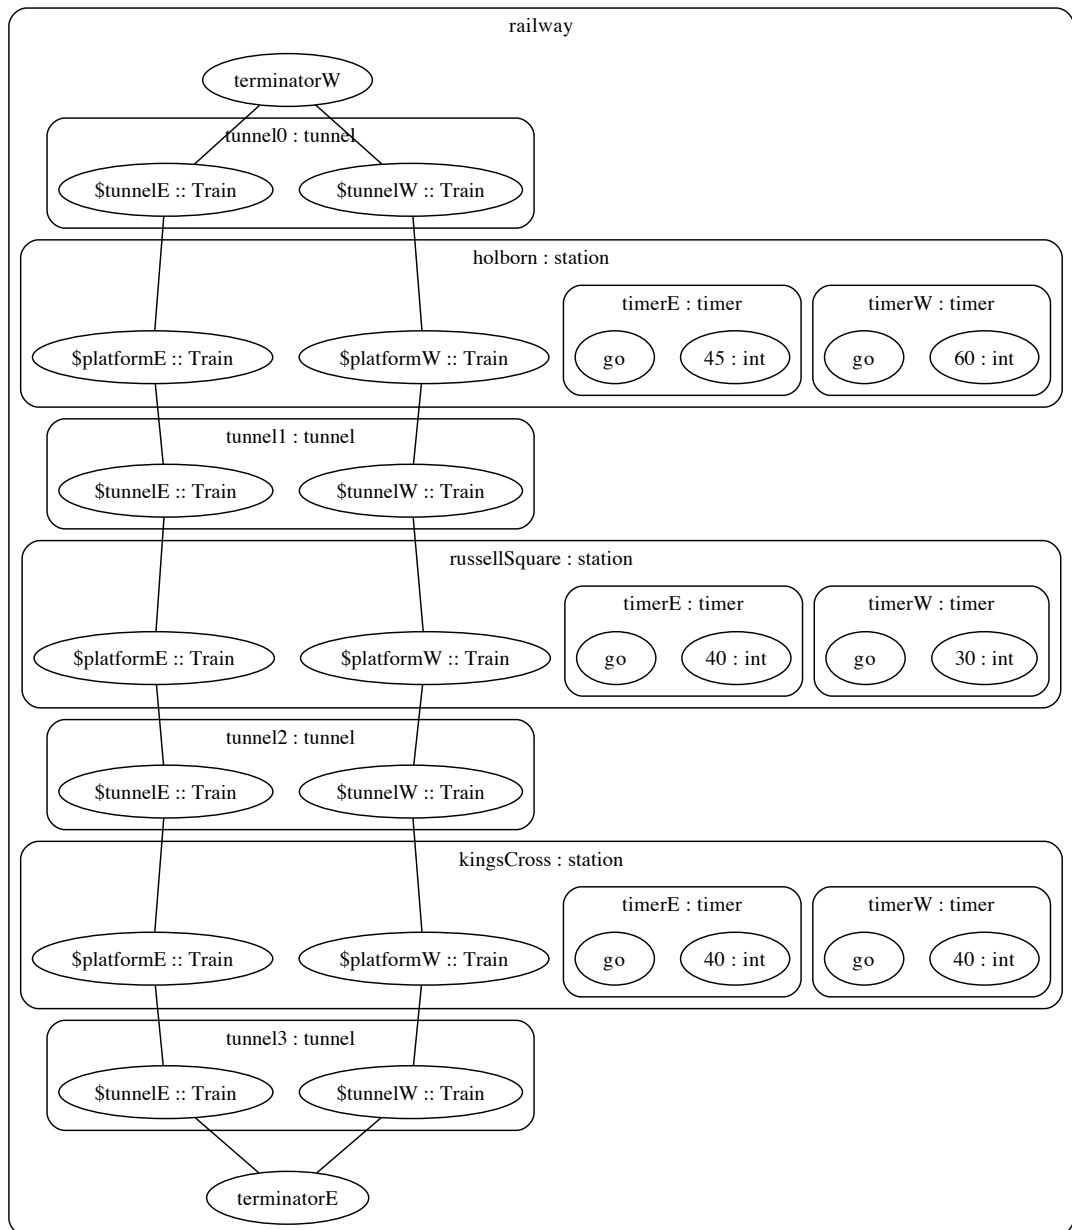 railway
terminatorW
tunnel0 : tunnel
$tunnelE :: Train $tunnelW :: Train
holborn : station
timerE : timer timerW : timer
$platformE :: Train $platformW :: Train go 45 : int go 60 : int
tunnel1 : tunnel
$tunnelE :: Train $tunnelW :: Train
russellSquare : station
timerE : timer timerW : timer
$platformE :: Train $platformW :: Train go 40 : int go 30 : int
tunnel2 : tunnel
$tunnelE :: Train $tunnelW :: Train
kingsCross : station
timerE : timer timerW : timer
$platformE :: Train $platformW :: Train go 40 : int go 40 : int
tunnel3 : tunnel
$tunnelE :: Train $tunnelW :: Train
terminatorE